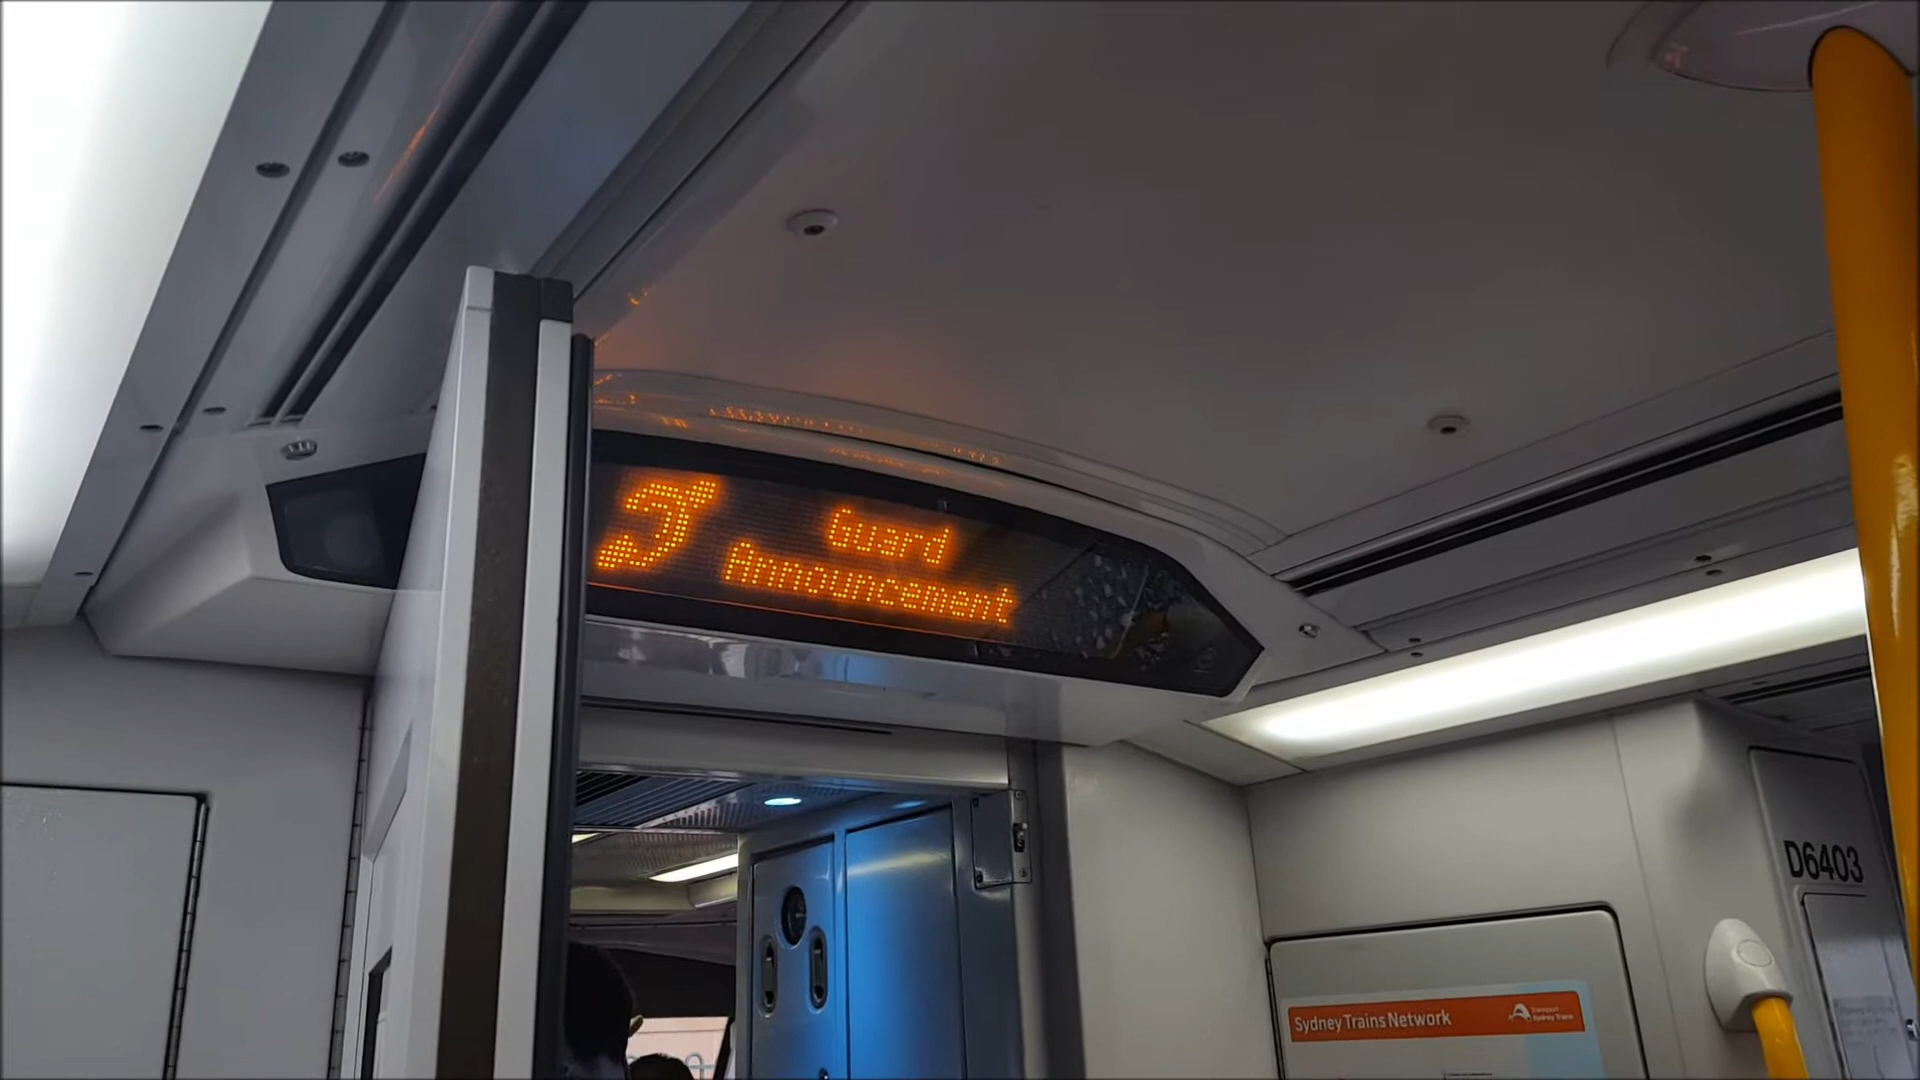 Guard
Announcement
D6403
Sydney Trains Network
Transport
Sydney Trains